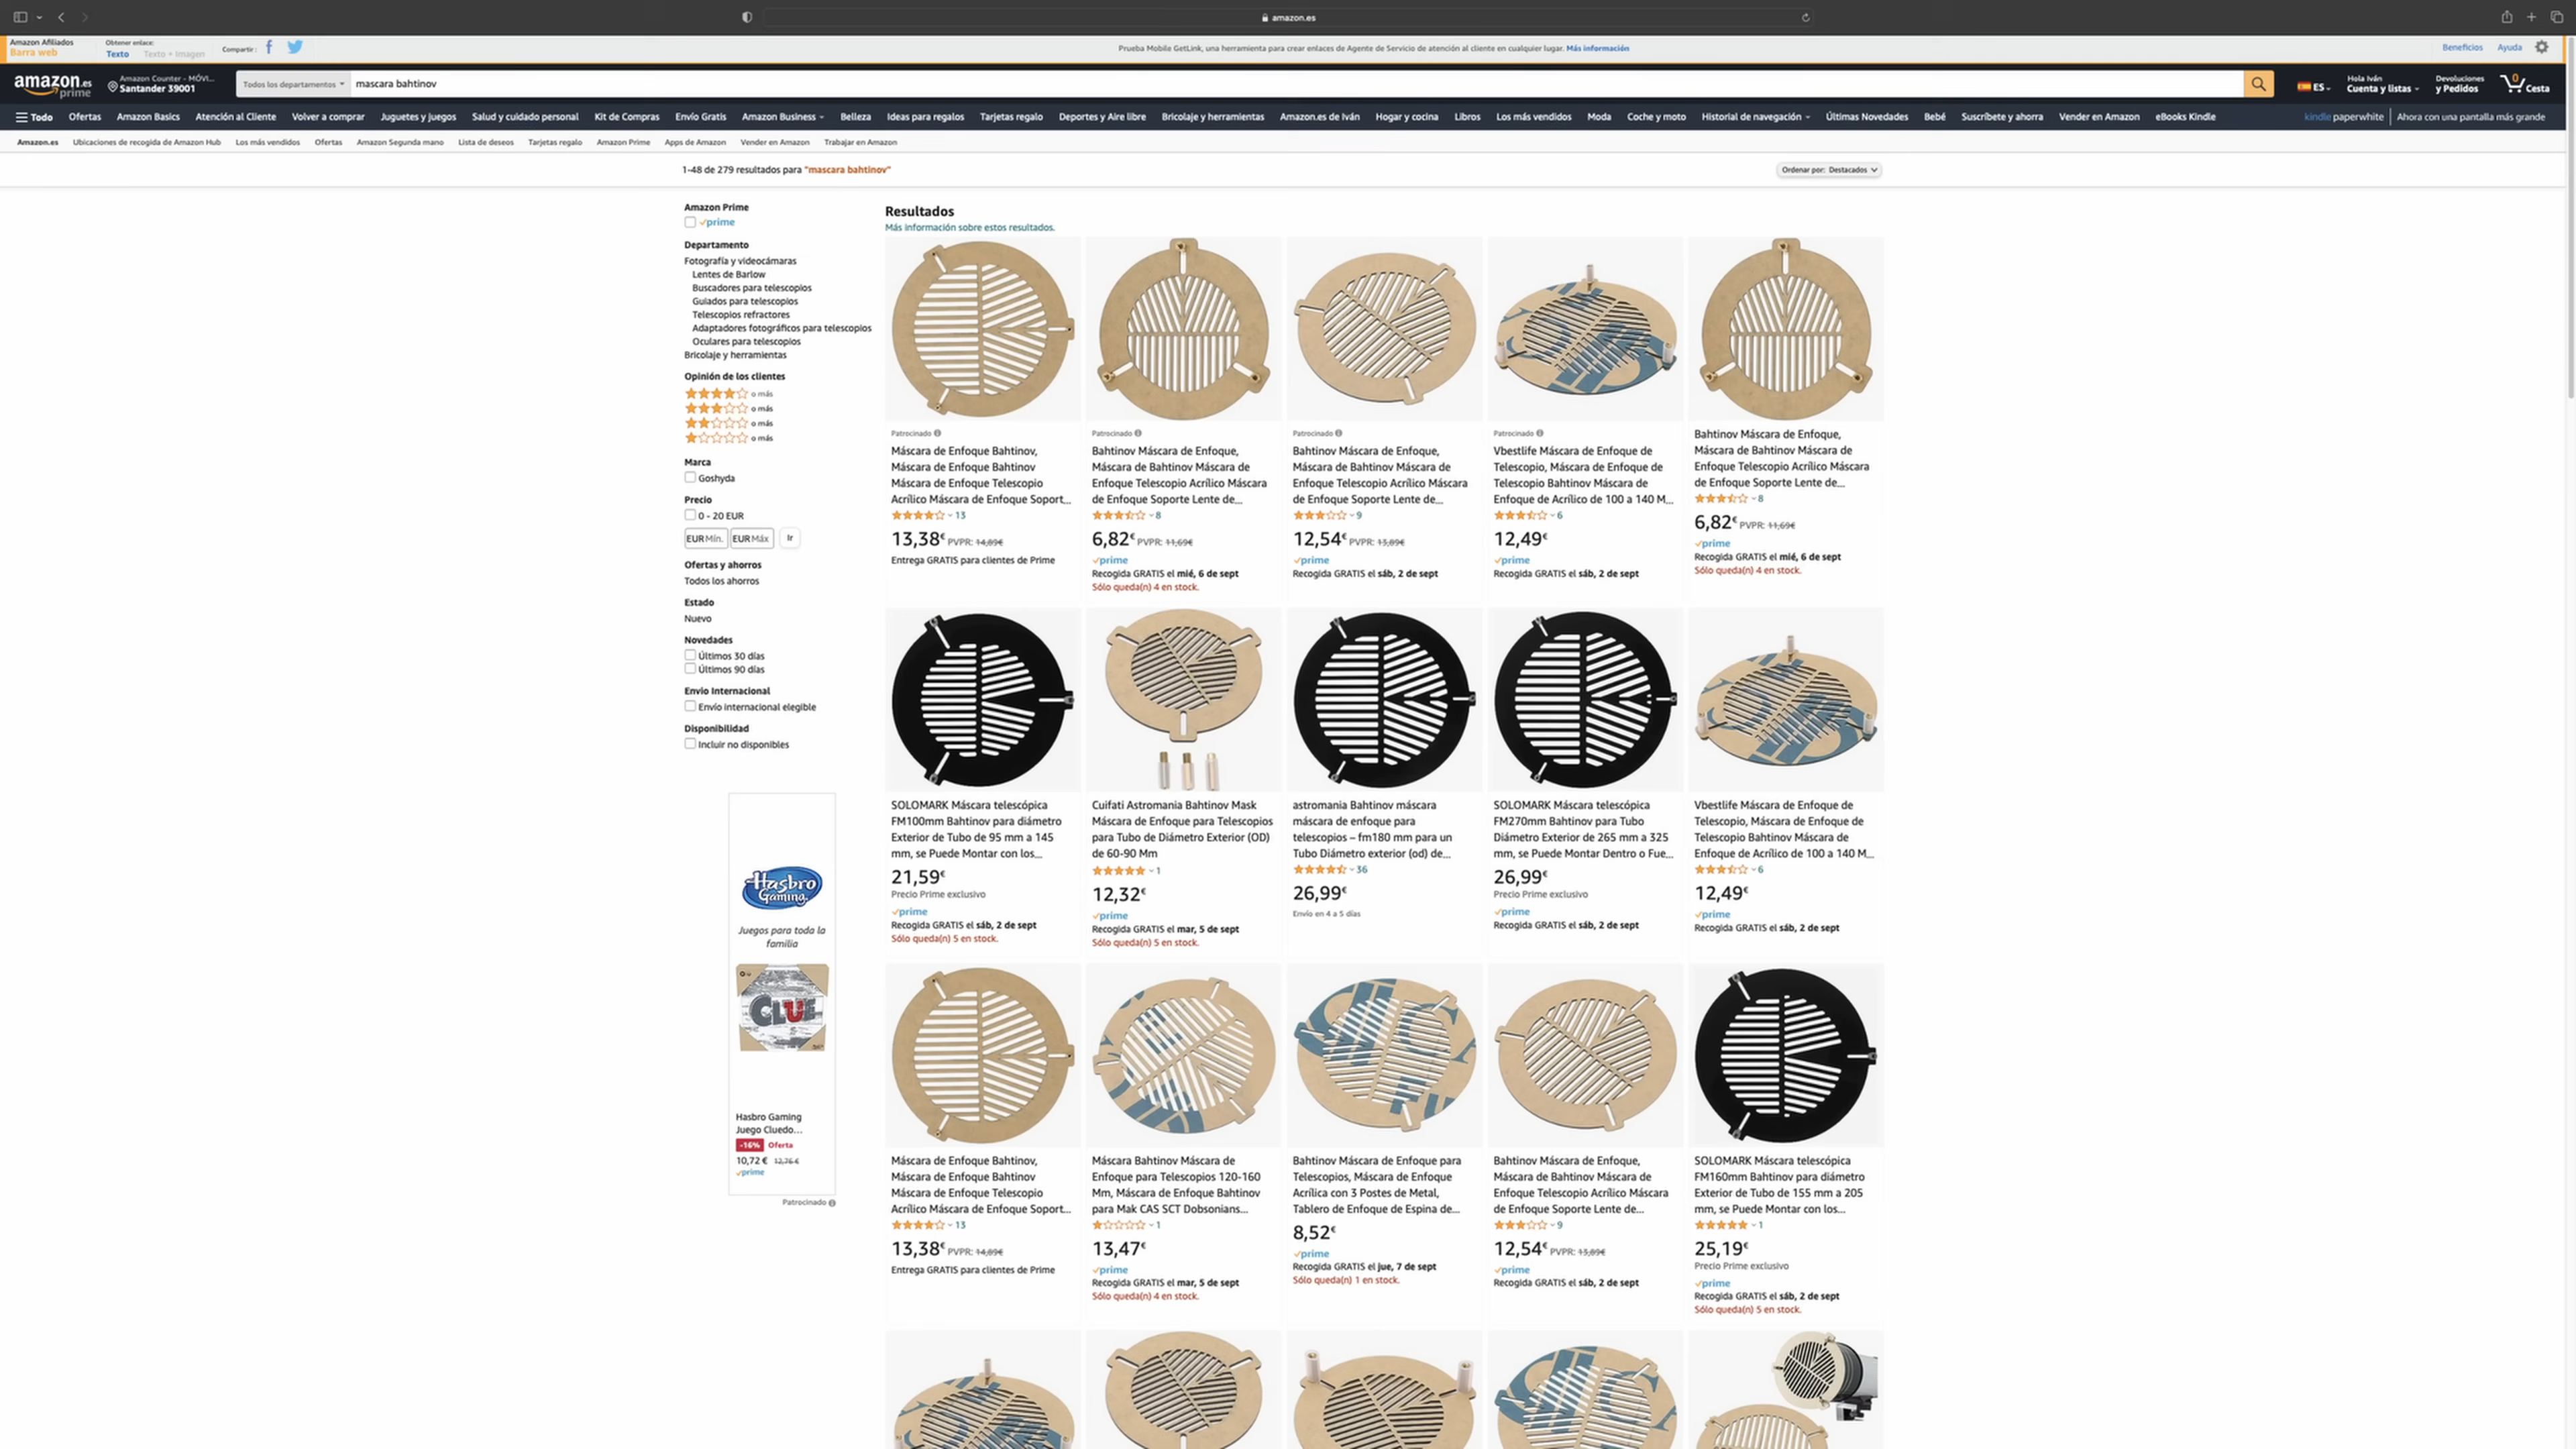 amazon.es
Amazon Afiliados
Barra web
Obtener enlace:
Texto Texto + Imagen
Compartir:
Prueba Mobile GetLink, una herramienta para crear enlaces de Agente de Servicio de atención al cliente en cualquier lugar. Más información
Beneficios Ayuda
amazon.es
prime
Amazon Counter - MÓVI...
Santander 39001
Todos los departamentos
mascara bahtinov
ES
Hola Iván
Cuenta y listas
Devoluciones
y Pedidos
0
Cesta
Todo Ofertas Amazon Basics Atención al Cliente Volver a comprar Juguetes y juegos Salud y cuidado personal Kit de Compras Envío Gratis Amazon Business Belleza Ideas para regalos Tarjetas regalo Deportes y Aire libre Bricolaje y herramientas Amazon.es de Iván Hogar y cocina Libros Los más vendidos Moda Coche y moto Historial de navegación Últimas Novedades Bebé Suscríbete y ahorra Vender en Amazon eBooks Kindle
kindle paperwhite Ahora con una pantalla más grande
Amazon.es Ubicaciones de recogida de Amazon Hub Los más vendidos Ofertas Amazon Segunda mano Lista de deseos Tarjetas regalo Amazon Prime Apps de Amazon Vender en Amazon Trabajar en Amazon
1-48 de 279 resultados para "mascara bahtinov"
Ordenar por: Destacados
Amazon Prime
prime
Departamento
Fotografía y videocámaras
Lentes de Barlow
Buscadores para telescopios
Guiados para telescopios
Telescopios refractores
Adaptadores fotográficos para telescopios
Oculares para telescopios
Bricolaje y herramientas
Opinión de los clientes
o más
o más
o más
o más
Marca
Goshyda
Precio
0 - 20 EUR
EUR Mín. EUR Máx Ir
Ofertas y ahorros
Todos los ahorros
Estado
Nuevo
Novedades
Últimos 30 días
Últimos 90 días
Envío Internacional
Envío internacional elegible
Disponibilidad
Incluir no disponibles
Hasbro
Gaming
Juegos para toda la
familia
CLUE
Hasbro Gaming
Juego Cluedo...
-16% Oferta
10,72 € 12,76 €
prime
Patrocinado
Resultados
Más información sobre estos resultados.
Patrocinado
Máscara de Enfoque Bahtinov,
Máscara de Enfoque Bahtinov
Máscara de Enfoque Telescopio
Acrílico Máscara de Enfoque Soport...
13
13,38€ PVPR: 14,89€
Entrega GRATIS para clientes de Prime
Patrocinado
Bahtinov Máscara de Enfoque,
Máscara de Bahtinov Máscara de
Enfoque Telescopio Acrílico Máscara
de Enfoque Soporte Lente de...
8
6,82€ PVPR: 11,69€
prime
Recogida GRATIS el mié, 6 de sept
Sólo queda(n) 4 en stock.
Patrocinado
Bahtinov Máscara de Enfoque,
Máscara de Bahtinov Máscara de
Enfoque Telescopio Acrílico Máscara
de Enfoque Soporte Lente de...
9
12,54€ PVPR: 13,89€
prime
Recogida GRATIS el sáb, 2 de sept
Patrocinado
Vbestlife Máscara de Enfoque de
Telescopio, Máscara de Enfoque de
Telescopio Bahtinov Máscara de
Enfoque de Acrílico de 100 a 140 M...
6
12,49€
prime
Recogida GRATIS el sáb, 2 de sept
Bahtinov Máscara de Enfoque,
Máscara de Bahtinov Máscara de
Enfoque Telescopio Acrílico Máscara
de Enfoque Soporte Lente de...
8
6,82€ PVPR: 11,69€
prime
Recogida GRATIS el mié, 6 de sept
Sólo queda(n) 4 en stock.
SOLOMARK Máscara telescópica
FM100mm Bahtinov para diámetro
Exterior de Tubo de 95 mm a 145
mm, se Puede Montar con los...
21,59€
Precio Prime exclusivo
prime
Recogida GRATIS el sáb, 2 de sept
Sólo queda(n) 5 en stock.
Cuifati Astromania Bahtinov Mask
Máscara de Enfoque para Telescopios
para Tubo de Diámetro Exterior (OD)
de 60-90 Mm
1
12,32€
prime
Recogida GRATIS el mar, 5 de sept
Sólo queda(n) 5 en stock.
astromania Bahtinov máscara
máscara de enfoque para
telescopios – fm180 mm para un
Tubo Diámetro exterior (od) de...
36
26,99€
Envío en 4 a 5 días
SOLOMARK Máscara telescópica
FM270mm Bahtinov para Tubo
Diámetro Exterior de 265 mm a 325
mm, se Puede Montar Dentro o Fue...
26,99€
Precio Prime exclusivo
prime
Recogida GRATIS el sáb, 2 de sept
Vbestlife Máscara de Enfoque de
Telescopio, Máscara de Enfoque de
Telescopio Bahtinov Máscara de
Enfoque de Acrílico de 100 a 140 M...
6
12,49€
prime
Recogida GRATIS el sáb, 2 de sept
Máscara de Enfoque Bahtinov,
Máscara de Enfoque Bahtinov
Máscara de Enfoque Telescopio
Acrílico Máscara de Enfoque Soport...
13
13,38€ PVPR: 14,89€
Entrega GRATIS para clientes de Prime
Máscara Bahtinov Máscara de
Enfoque para Telescopios 120-160
Mm, Máscara de Enfoque Bahtinov
para Mak CAS SCT Dobsonians...
1
13,47€
prime
Recogida GRATIS el mar, 5 de sept
Sólo queda(n) 4 en stock.
Bahtinov Máscara de Enfoque para
Telescopios, Máscara de Enfoque
Acrílica con 3 Postes de Metal,
Tablero de Enfoque de Espina de...
8,52€
prime
Recogida GRATIS el jue, 7 de sept
Sólo queda(n) 1 en stock.
Bahtinov Máscara de Enfoque,
Máscara de Bahtinov Máscara de
Enfoque Telescopio Acrílico Máscara
de Enfoque Soporte Lente de...
9
12,54€ PVPR: 13,89€
prime
Recogida GRATIS el sáb, 2 de sept
SOLOMARK Máscara telescópica
FM160mm Bahtinov para diámetro
Exterior de Tubo de 155 mm a 205
mm, se Puede Montar con los...
1
25,19€
Precio Prime exclusivo
prime
Recogida GRATIS el sáb, 2 de sept
Sólo queda(n) 5 en stock.